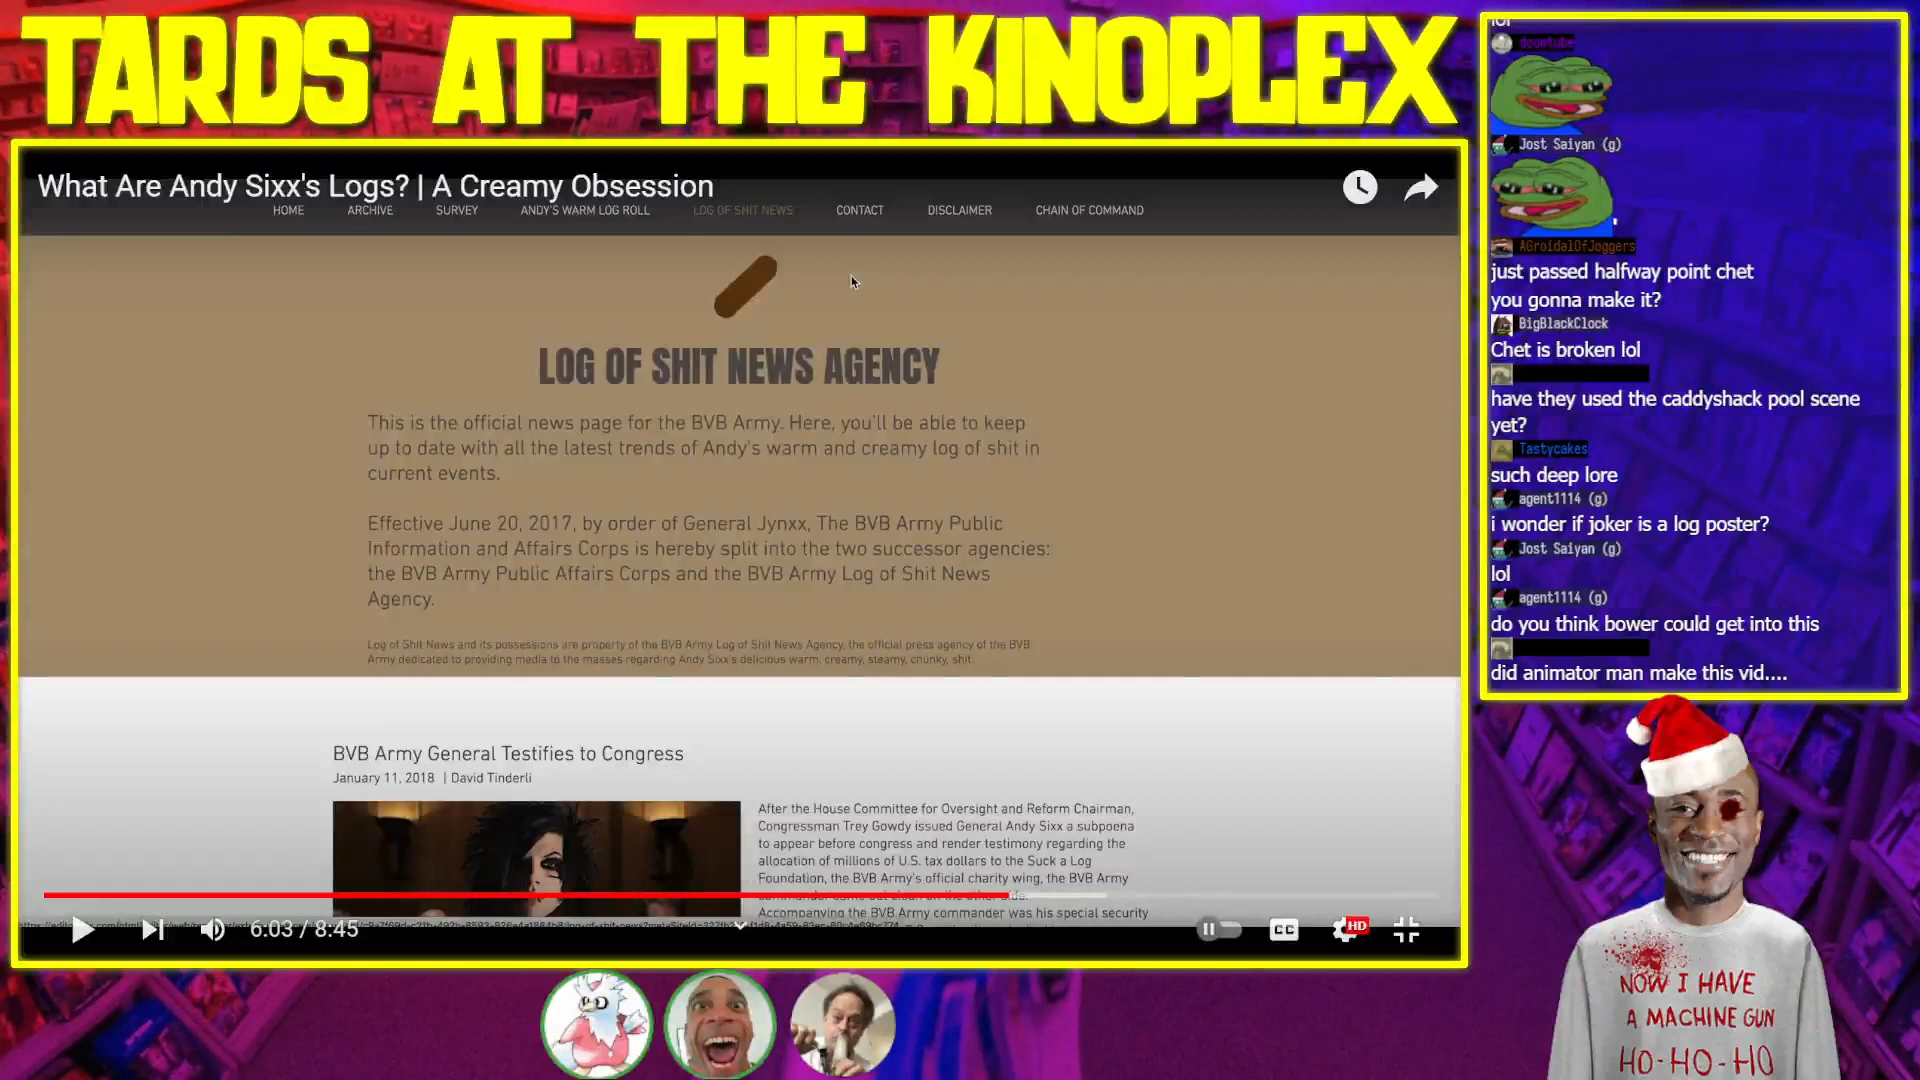 TARDS AT THE KINOPLEX
What Are Andy Sixx's Logs? | A Creamy Obsession
HOME ARCHIVE SURVEY ANDY'S WARM LOG ROLL LOG OF SHIT NEWS CONTACT DISCLAIMER CHAIN OF COMMAND
LOG OF SHIT NEWS AGENCY
This is the official news page for the BVB Army. Here, you'll be able to keep
up to date with all the latest trends of Andy's warm and creamy log of shit in
current events.
Effective June 20, 2017, by order of General Jynxx, The BVB Army Public
Information and Affairs Corps is hereby split into the two successor agencies:
the BVB Army Public Affairs Corps and the BVB Army Log of Shit News
Agency.
Log of Shit News and its possessions are property of the BVB Army Log of Shit News Agency, the official press agency of the BVB
Army dedicated to providing media to the masses regarding Andy Sixx's delicious warm, creamy, steamy, chunky, shit.
BVB Army General Testifies to Congress
January 11, 2018 | David Tinderli
After the House Committee for Oversight and Reform Chairman,
Congressman Trey Gowdy issued General Andy Sixx a subpoena
to appear before congress and render testimony regarding the
allocation of millions of U.S. tax dollars to the Suck a Log
Foundation, the BVB Army's official charity wing, the BVB Army
Accompanying the BVB Army commander was his special security
6:03 / 8:45
CC
HD
lol
doomtube
Jost Saiyan (g)
AGroidalOfJoggers
just passed halfway point chet
you gonna make it?
BigBlackClock
Chet is broken lol
have they used the caddyshack pool scene
yet?
Tastycakes
such deep lore
agent1114 (g)
i wonder if joker is a log poster?
Jost Saiyan (g)
lol
agent1114 (g)
do you think bower could get into this
did animator man make this vid....
NOW I HAVE
A MACHINE GUN
HO-HO-HO